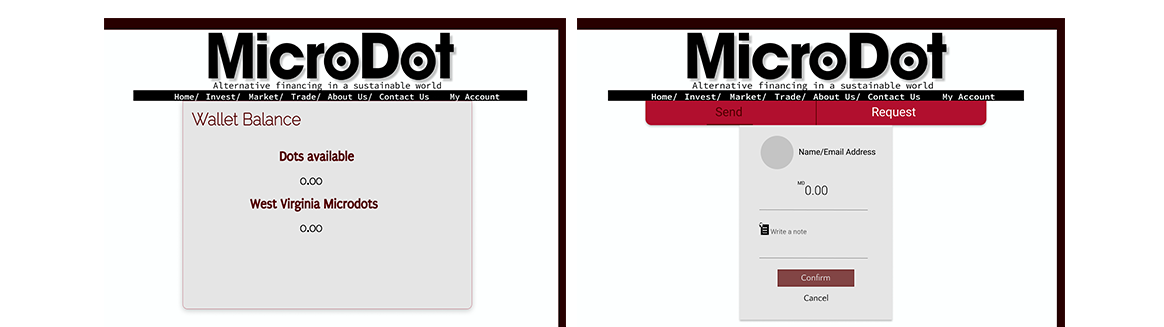 MicroDot
Alternative financing in a sustainable world
Home/ Invest/ Market/ Trade/ About Us/ Contact Us My Account
Wallet Balance
Dots available
0.00
West Virginia Microdots
0.00
MicroDot
Alternative financing in a sustainable world
Home/ Invest/ Market/ Trade/ About Us/ Contact Us My Account
Send Request
Name/Email Address
MD 0.00
Write a note
Confirm
Cancel